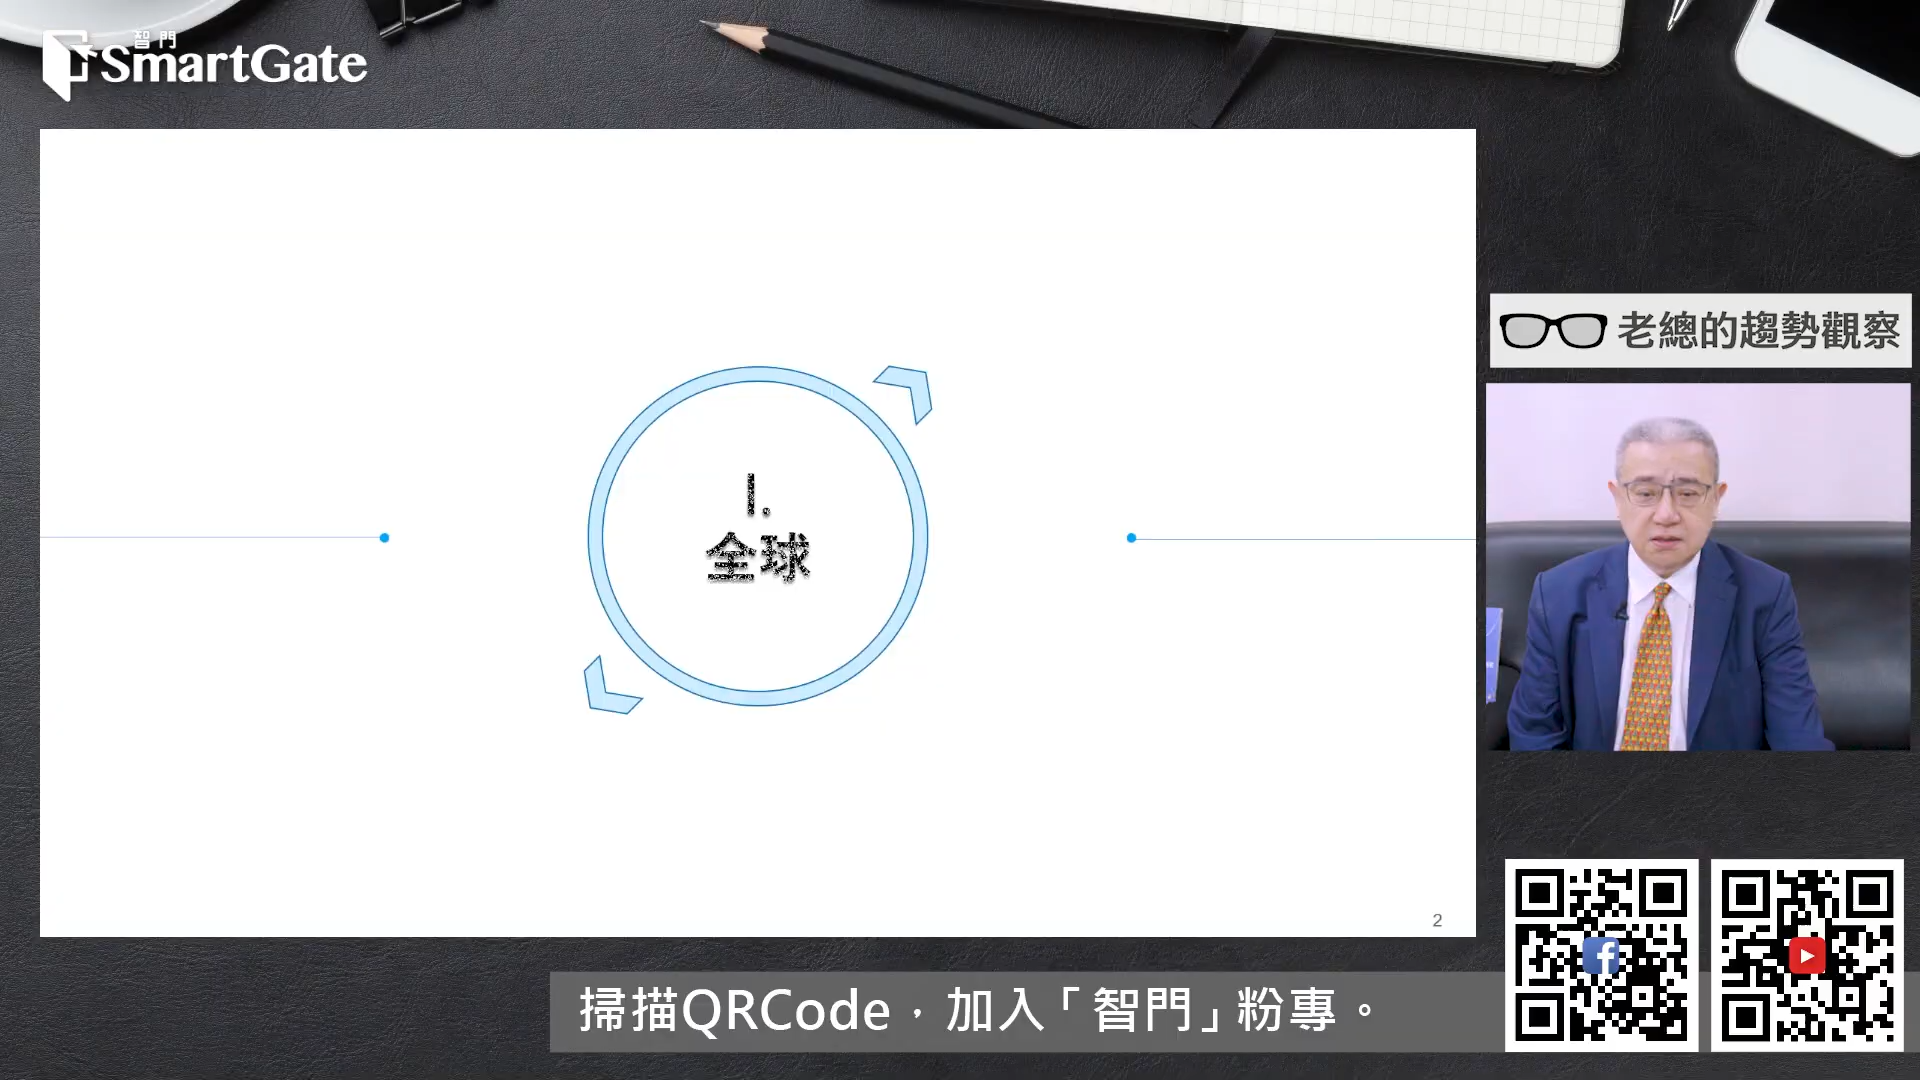 智門
SmartGate
I.
全球
2
老總的趨勢觀察
掃描QRCode，加入「智門」粉專。